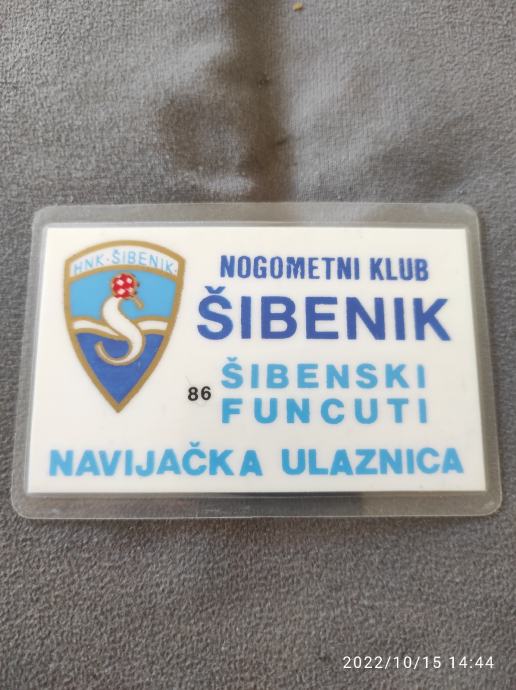 HNK·ŠIBENIK·
NOGOMETNI KLUB
ŠIBENIK
ŠIBENSKI
86
FUNCUTI
NAVIJAČKA ULAZNICA
2022/10/15 14:44